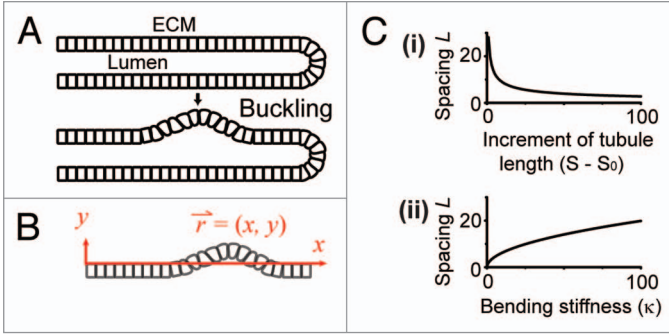 A
ECM
Lumen
Buckling
B
y
r = (x, y)
x
C
(i)
Spacing L
20
0
0
100
Increment of tubule
length (S - S₀)
(ii)
Spacing L
20
0
0
100
Bending stiffness (κ)